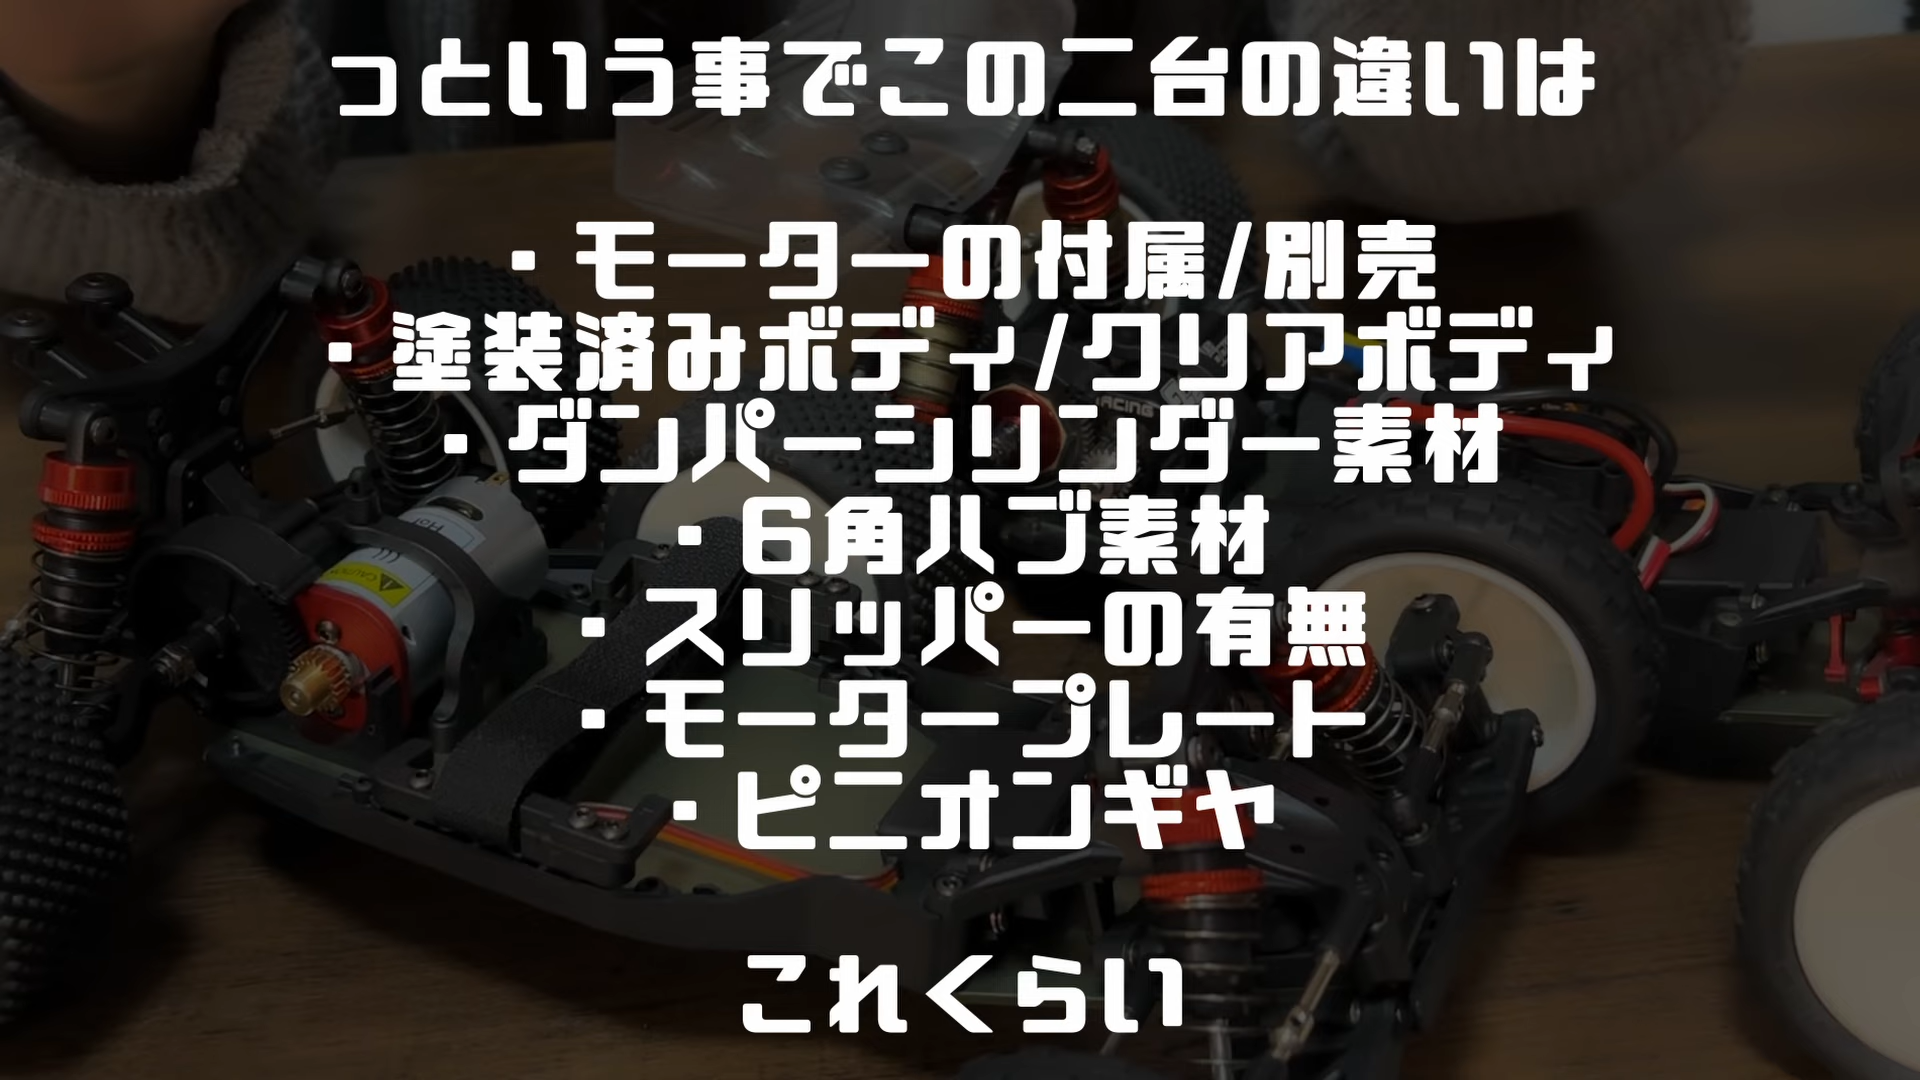 っという事でこの二台の違いは
・モーターの付属/別売
・塗装済みボディ/クリアボディ
・ダンパーシリンダー素材
・6角ハブ素材
・スリッパーの有無
・モータープレート
・ピニオンギヤ
これくらい
RACING
CAUTION